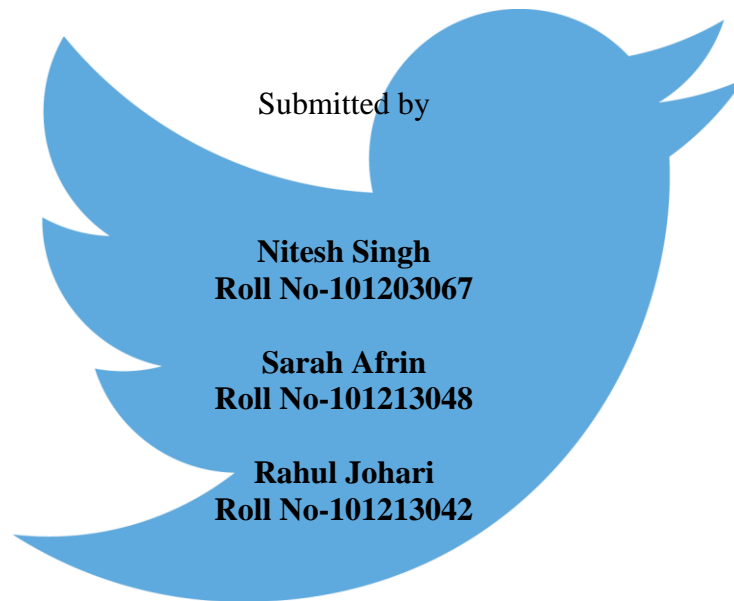 Submitted by
Nitesh Singh
Roll No-101203067
Sarah Afrin
Roll No-101213048
Rahul Johari
Roll No-101213042